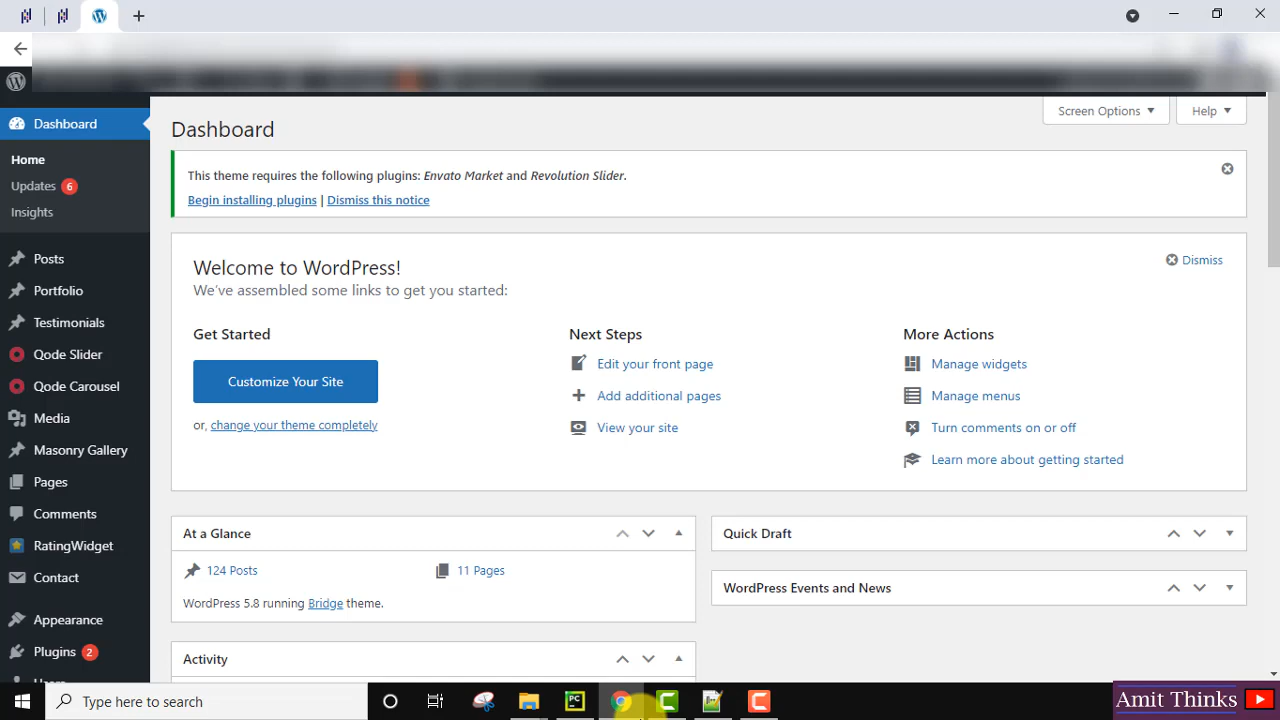 Screen Options
Help
Dashboard
Dashboard
Home
Updates 6
Insights
Posts
Portfolio
Testimonials
Qode Slider
Qode Carousel
Media
Masonry Gallery
Pages
Comments
RatingWidget
Contact
Appearance
Plugins 2
This theme requires the following plugins: Envato Market and Revolution Slider.
Begin installing plugins | Dismiss this notice
Welcome to WordPress!
Dismiss
We've assembled some links to get you started:
Get Started
Customize Your Site
or, change your theme completely
Next Steps
Edit your front page
Add additional pages
View your site
More Actions
Manage widgets
Manage menus
Turn comments on or off
Learn more about getting started
At a Glance
124 Posts
11 Pages
WordPress 5.8 running Bridge theme.
Activity
Quick Draft
WordPress Events and News
Type here to search
PC
Amit Thinks